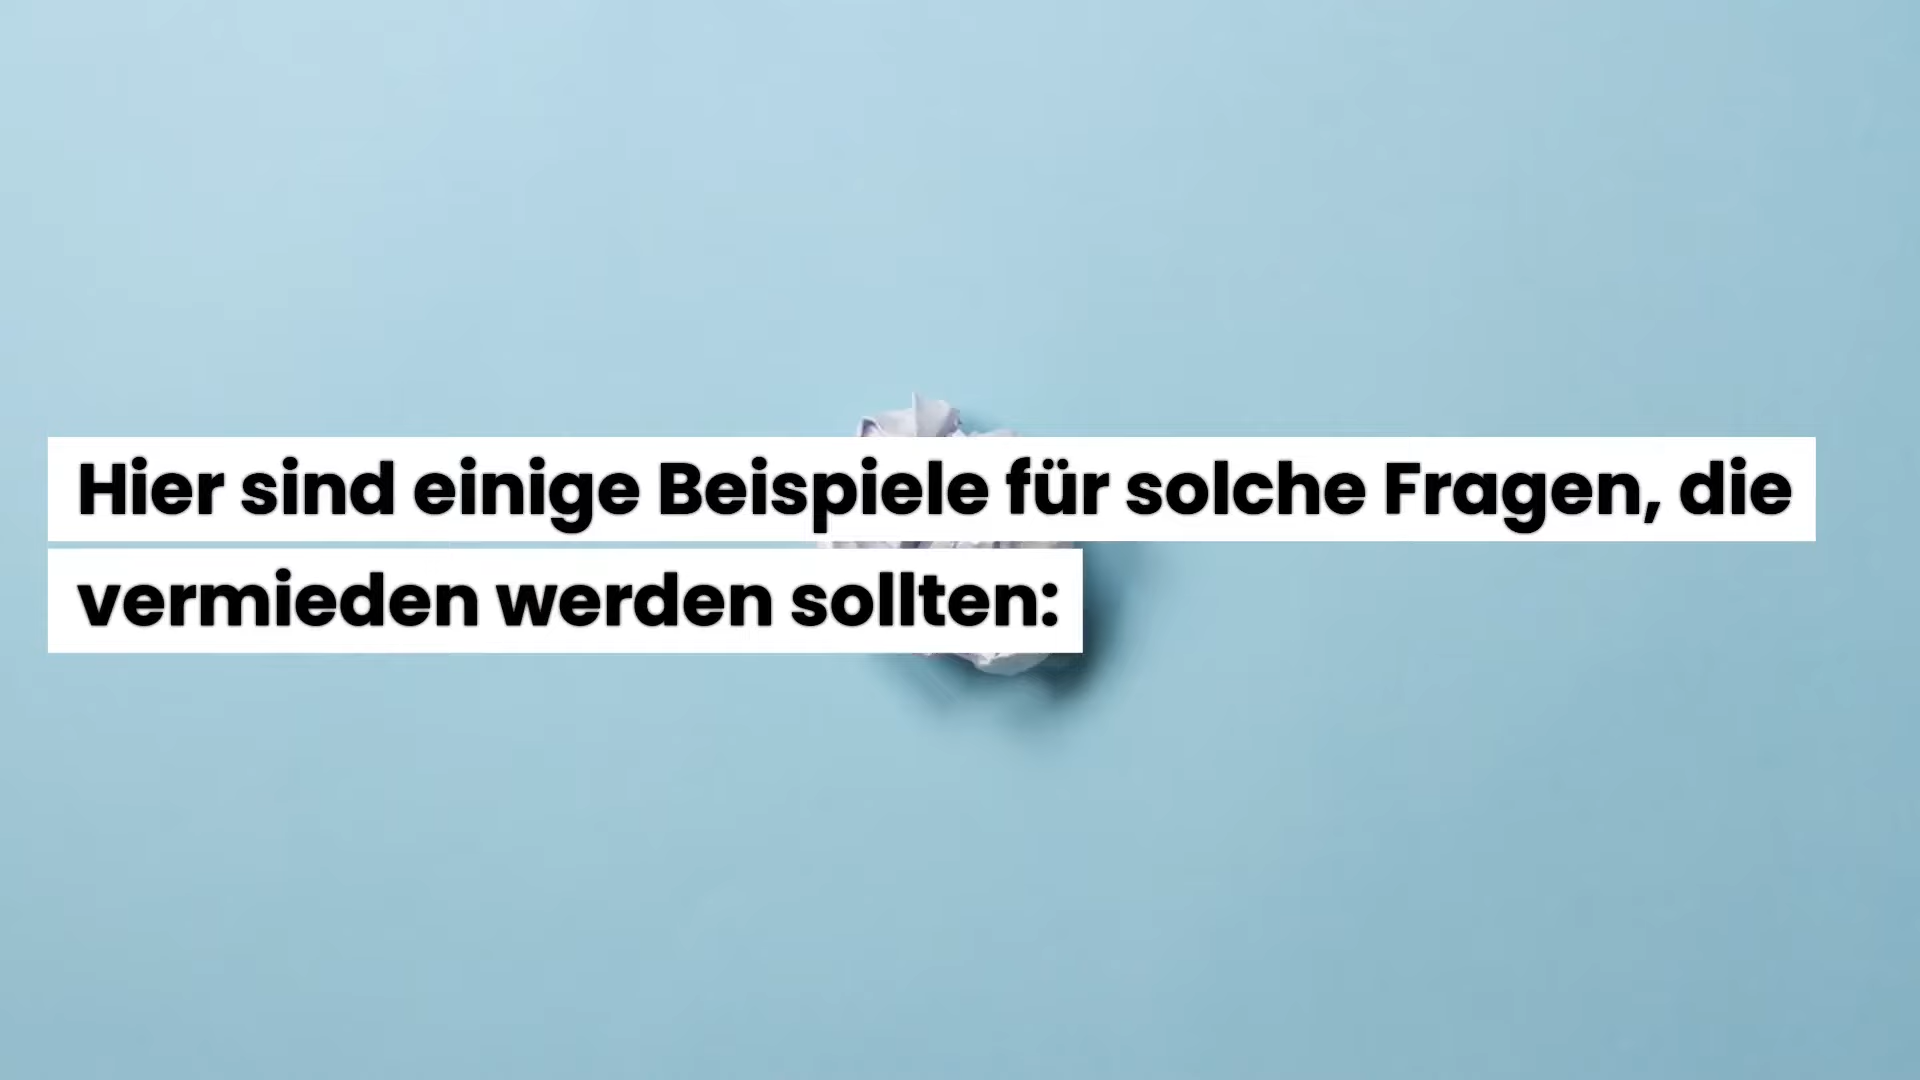 Hier sind einige Beispiele für solche Fragen, die
vermieden werden sollten: